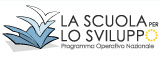 LA SCUOLA PER
LO SVILUPPO
Programma Operativo Nazionale